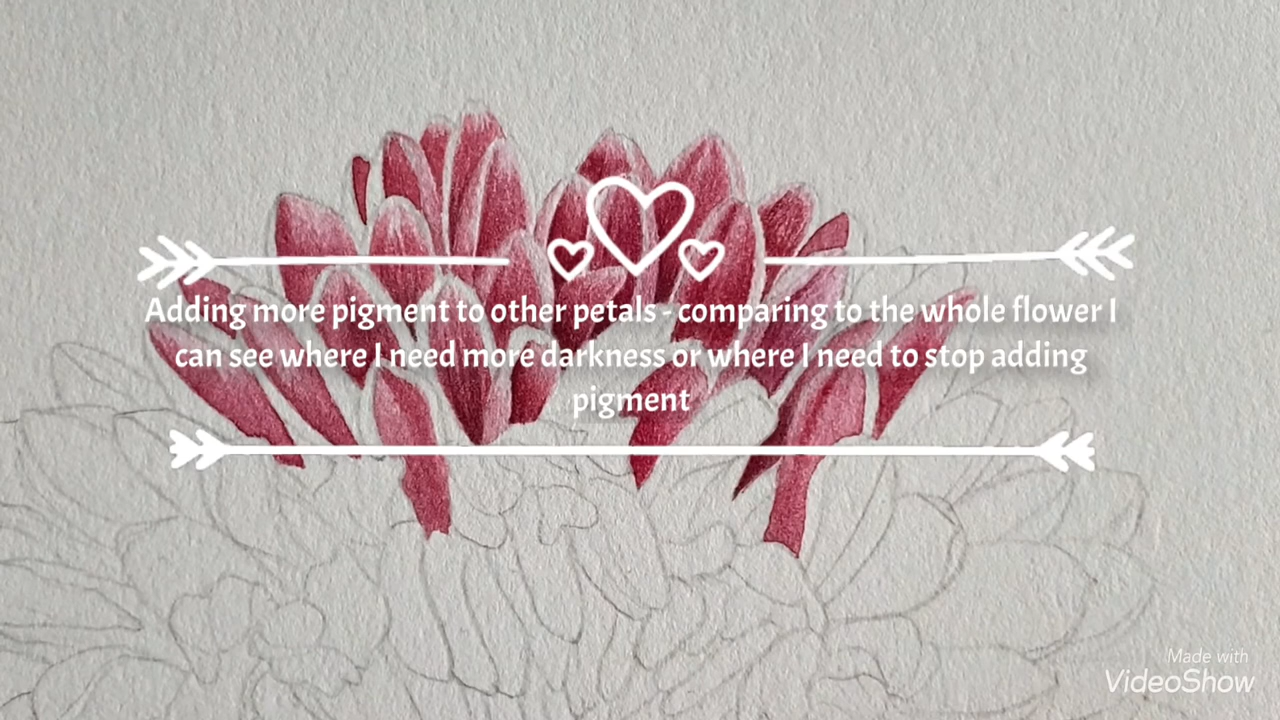 Adding more pigment to other petals - comparing to the whole flower I
can see where I need more darkness or where I need to stop adding
pigment
Made with
VideoShow